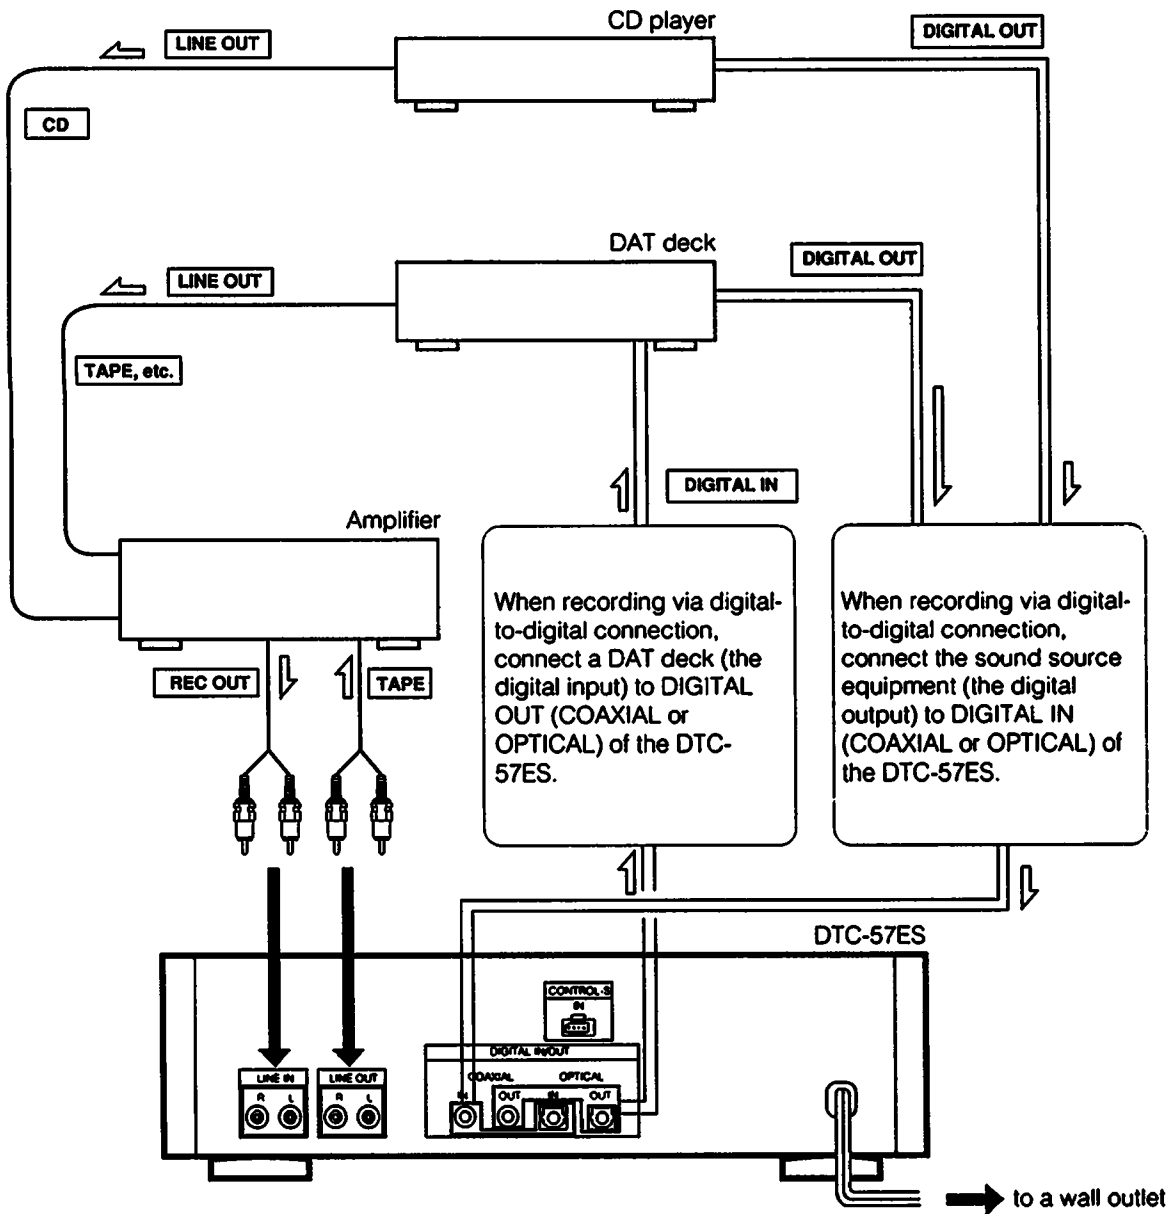 CD player
LINE OUT
DIGITAL OUT
CD
DAT deck
LINE OUT
DIGITAL OUT
TAPE, etc.
DIGITAL IN
Amplifier
REC OUT
TAPE
When recording via digital-
to-digital connection,
connect a DAT deck (the
digital input) to DIGITAL
OUT (COAXIAL or
OPTICAL) of the DTC-
57ES.
When recording via digital-
to-digital connection,
connect the sound source
equipment (the digital
output) to DIGITAL IN
(COAXIAL or OPTICAL) of
the DTC-57ES.
DTC-57ES
CONTROL-S
IN
DIGITAL IN/OUT
COAXIAL OPTICAL
IN OUT IN OUT
LINE IN
R L
LINE OUT
R L
to a wall outlet